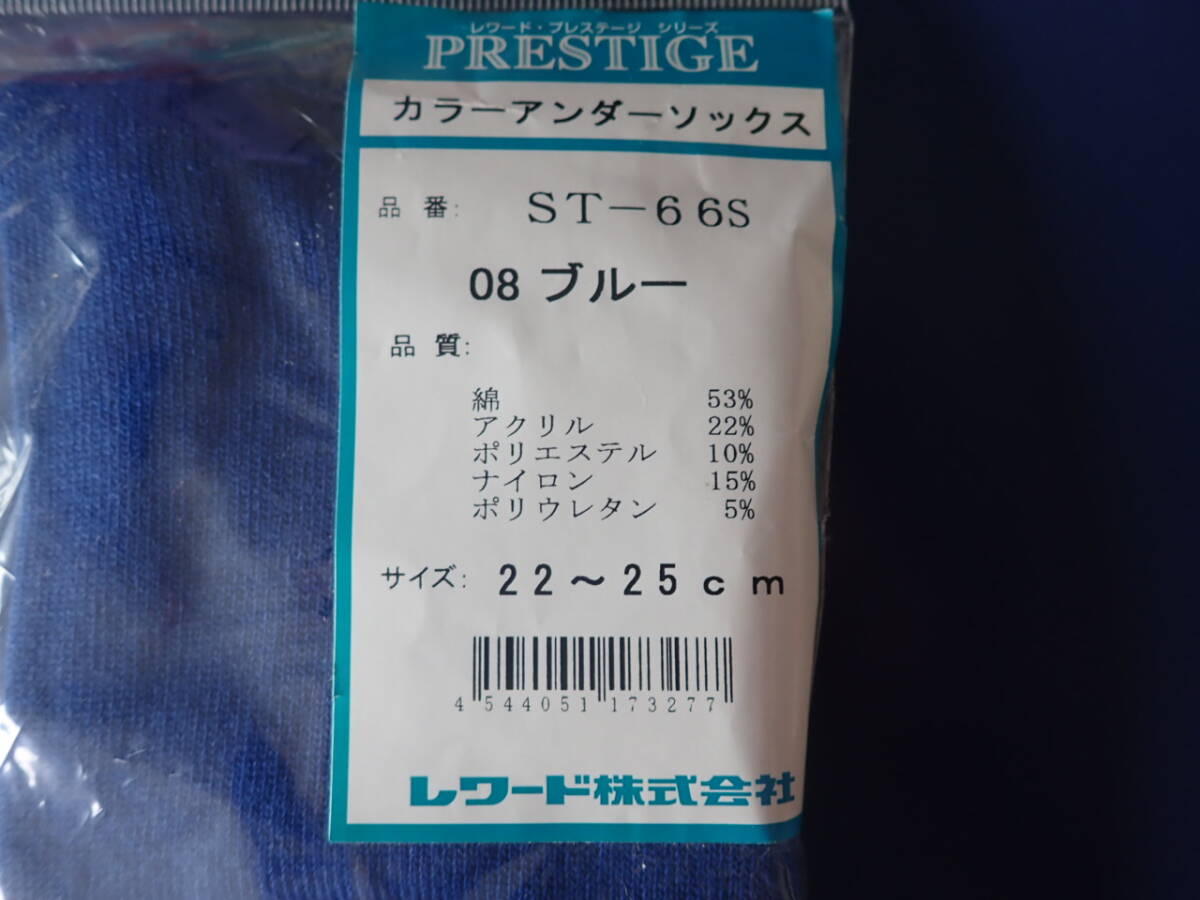 レワード・プレステージ シリーズ
PRESTIGE
カラーアンダーソックス
品番: ST-66S
08 ブルー
品質:
綿 53%
アクリル 22%
ポリエステル 10%
ナイロン 15%
ポリウレタン 5%
サイズ: 22~25cm
4 544051 173277
レワード株式会社